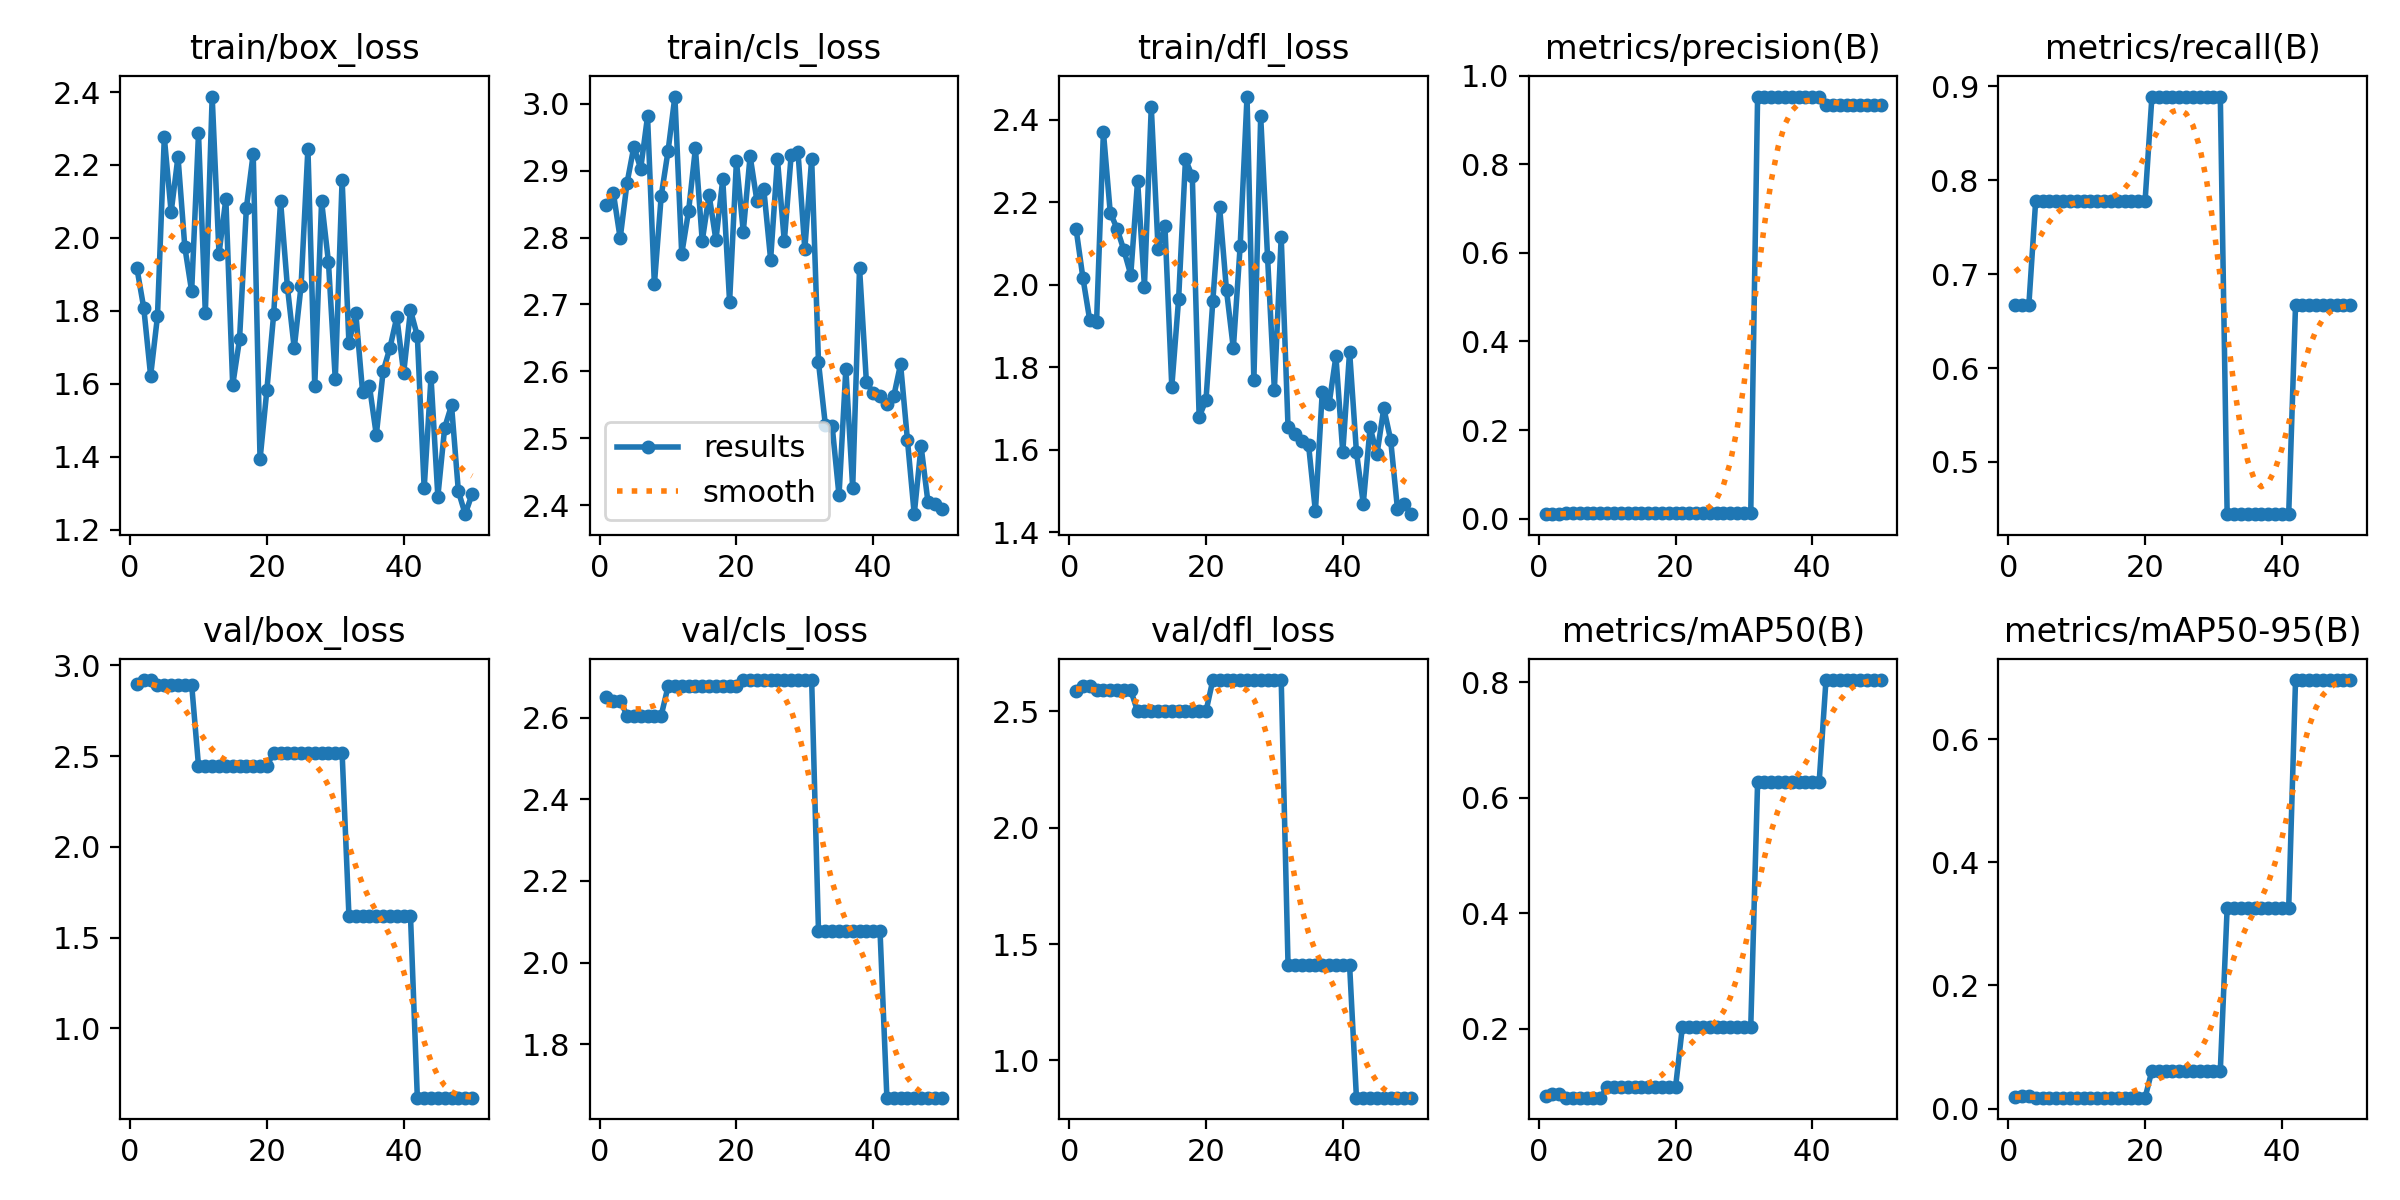 train/box_loss
2.4
2.2
2.0
1.8
1.6
1.4
1.2
0 20 40
train/cls_loss
3.0
2.9
2.8
2.7
2.6
2.5
2.4
results
smooth
0 20 40
train/dfl_loss
2.4
2.2
2.0
1.8
1.6
1.4
0 20 40
metrics/precision(B)
1.0
0.8
0.6
0.4
0.2
0.0
0 20 40
metrics/recall(B)
0.9
0.8
0.7
0.6
0.5
0 20 40
val/box_loss
3.0
2.5
2.0
1.5
1.0
0 20 40
val/cls_loss
2.6
2.4
2.2
2.0
1.8
0 20 40
val/dfl_loss
2.5
2.0
1.5
1.0
0 20 40
metrics/mAP50(B)
0.8
0.6
0.4
0.2
0 20 40
metrics/mAP50-95(B)
0.6
0.4
0.2
0.0
0 20 40